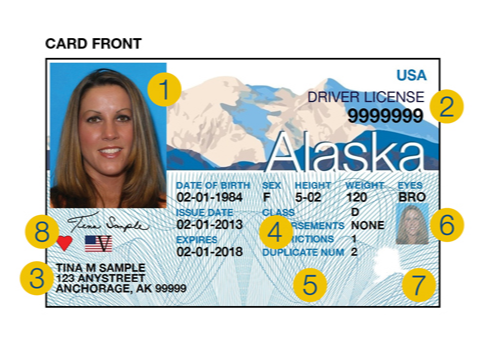 CARD FRONT
USA
1
DRIVER LICENSE
2
9999999
Alaska
DATE OF BIRTH SEX HEIGHT WEIGHT EYES
02-01-1984 F 5-02 120 BRO
ISSUE DATE CLASS D
02-01-2013 4 RSEMENTS NONE
6
8
V
EXPIRES ICTIONS 1
02-01-2018 DUPLICATE NUM 2
Tina Sample
3
TINA M SAMPLE
123 ANYSTREET
ANCHORAGE, AK 99999
5
7